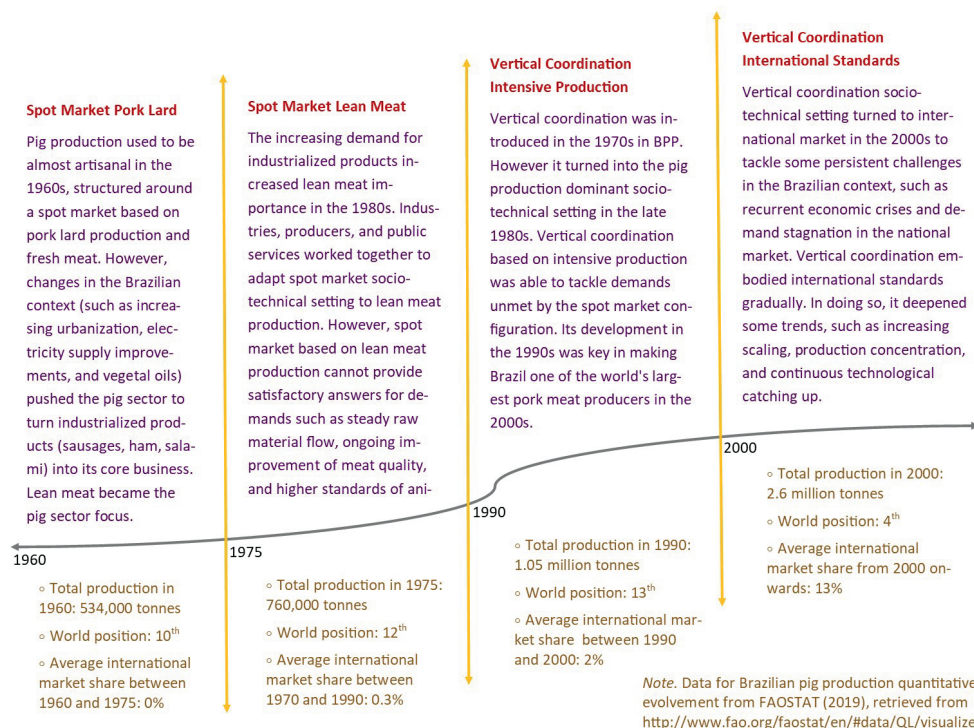 Spot Market Pork Lard
Pig production used to be
almost artisanal in the
1960s, structured around
a spot market based on
pork lard production and
fresh meat. However,
changes in the Brazilian
context (such as increa-
sing urbanization, elec-
tricity supply improve-
ments, and vegetal oils)
pushed the pig sector to
turn industrialized prod-
ucts (sausages, ham, sala-
mi) into its core business.
Lean meat became the
pig sector focus.
Spot Market Lean Meat
The increasing demand for
industrialized products in-
creased lean meat im-
portance in the 1980s. Indus-
tries, producers, and public
services worked together to
adapt spot market socio-
technical setting to lean meat
production. However, spot
market based on lean meat
production cannot provide
satisfactory answers for de-
mands such as steady raw
material flow, ongoing im-
provement of meat quality,
and higher standards of ani-
Vertical Coordination
Intensive Production
Vertical coordination was in-
troduced in the 1970s in BPP.
However it turned into the pig
production dominant socio-
technical setting in the late
1980s. Vertical coordination
based on intensive production
was able to tackle demands
unmet by the spot market con-
figuration. Its development in
the 1990s was key in making
Brazil one of the world's larg-
est pork meat producers in the
2000s.
Vertical Coordination
International Standards
Vertical coordination socio-
technical setting turned to inter-
national market in the 2000s to
tackle some persistent challenges
in the Brazilian context, such as
recurrent economic crises and de-
mand stagnation in the national
market. Vertical coordination em-
bodied international standards
gradually. In doing so, it deepened
some trends, such as increasing
scaling, production concentration,
and continuous technological
catching up.
1960
1975
1990
2000
◦ Total production in
1960: 534,000 tonnes
◦ World position: 10th
◦ Average international
market share between
1960 and 1975: 0%
◦ Total production in 1975:
760,000 tonnes
◦ World position: 12th
◦ Average international
market share between
1970 and 1990: 0.3%
◦ Total production in 1990:
1.05 million tonnes
◦ World position: 13th
◦ Average international mar-
ket share between 1990
and 2000: 2%
◦ Total production in 2000:
2.6 million tonnes
◦ World position: 4th
◦ Average international
market share from 2000 on-
wards: 13%
Note. Data for Brazilian pig production quantitative
evolvement from FAOSTAT (2019), retrieved from
http://www.fao.org/faostat/en/#data/QL/visualize